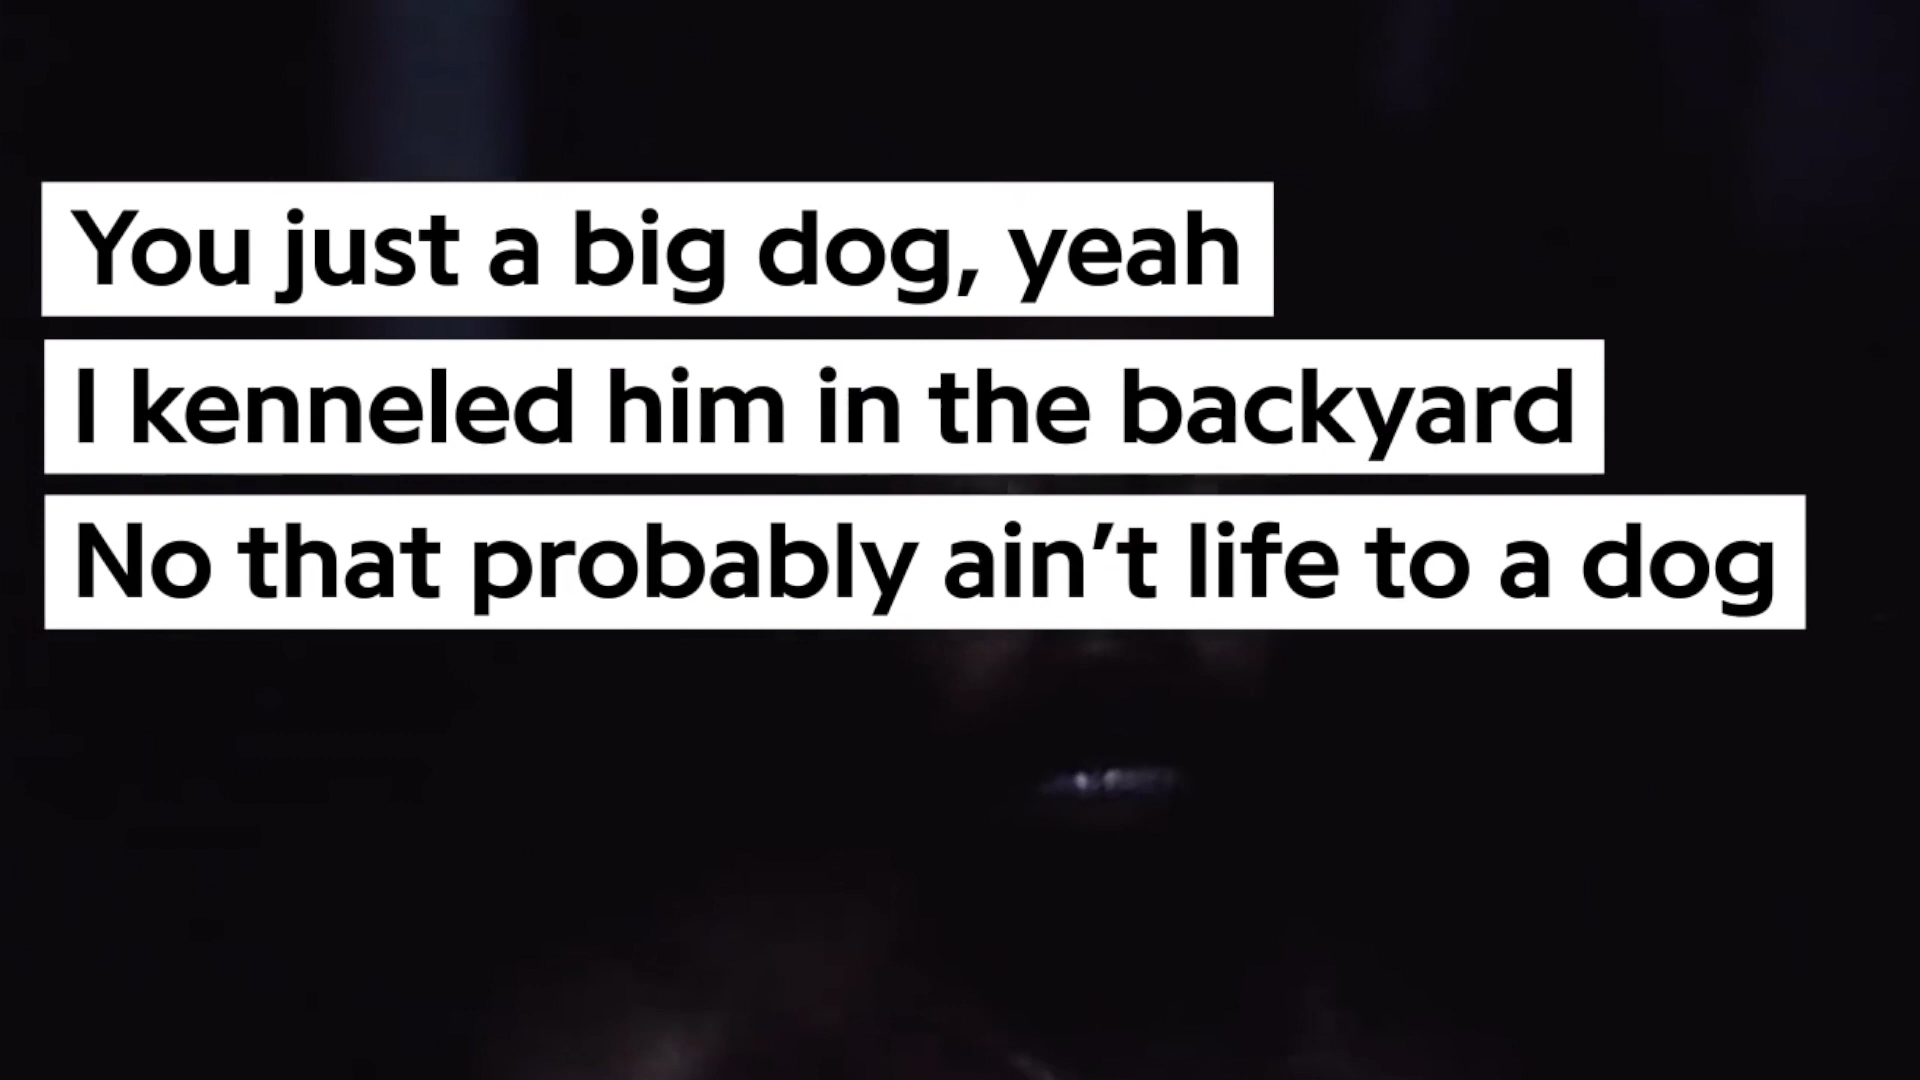 You just a big dog, yeah
I kenneled him in the backyard
No that probably ain’t life to a dog